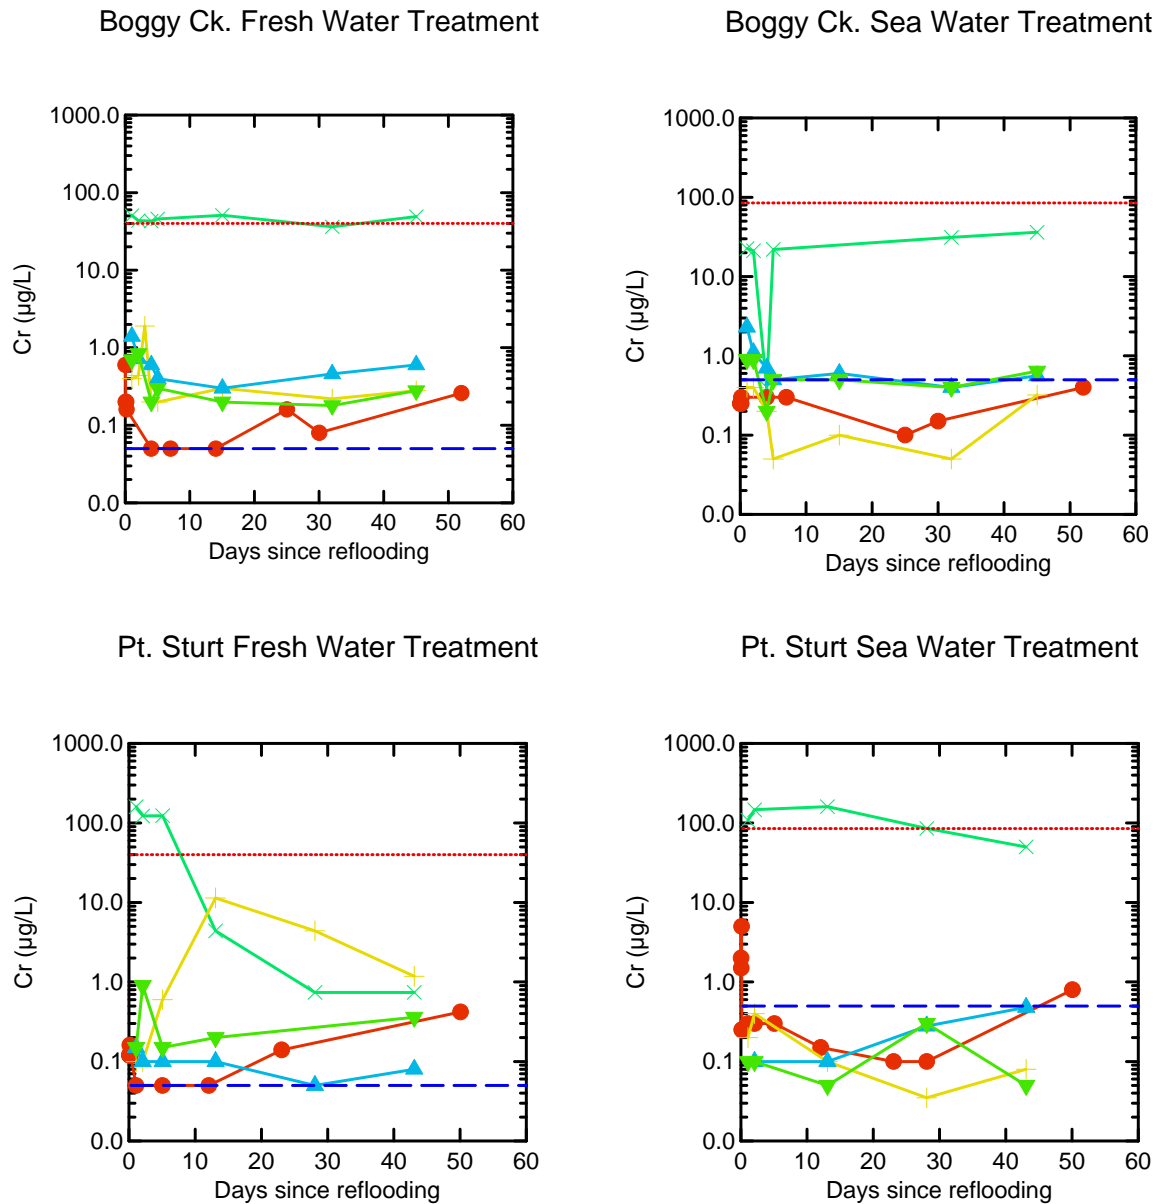 Boggy Ck. Fresh Water Treatment
Boggy Ck. Sea Water Treatment
1000.0
100.0
10.0
1.0
0.1
0.0
Cr (µg/L)
0 10 20 30 40 50 60
Days since reflooding
1000.0
100.0
10.0
1.0
0.1
0.0
Cr (µg/L)
0 10 20 30 40 50 60
Days since reflooding
Pt. Sturt Fresh Water Treatment
Pt. Sturt Sea Water Treatment
1000.0
100.0
10.0
1.0
0.1
0.0
Cr (µg/L)
0 10 20 30 40 50 60
Days since reflooding
1000.0
100.0
10.0
1.0
0.1
0.0
Cr (µg/L)
0 10 20 30 40 50 60
Days since reflooding